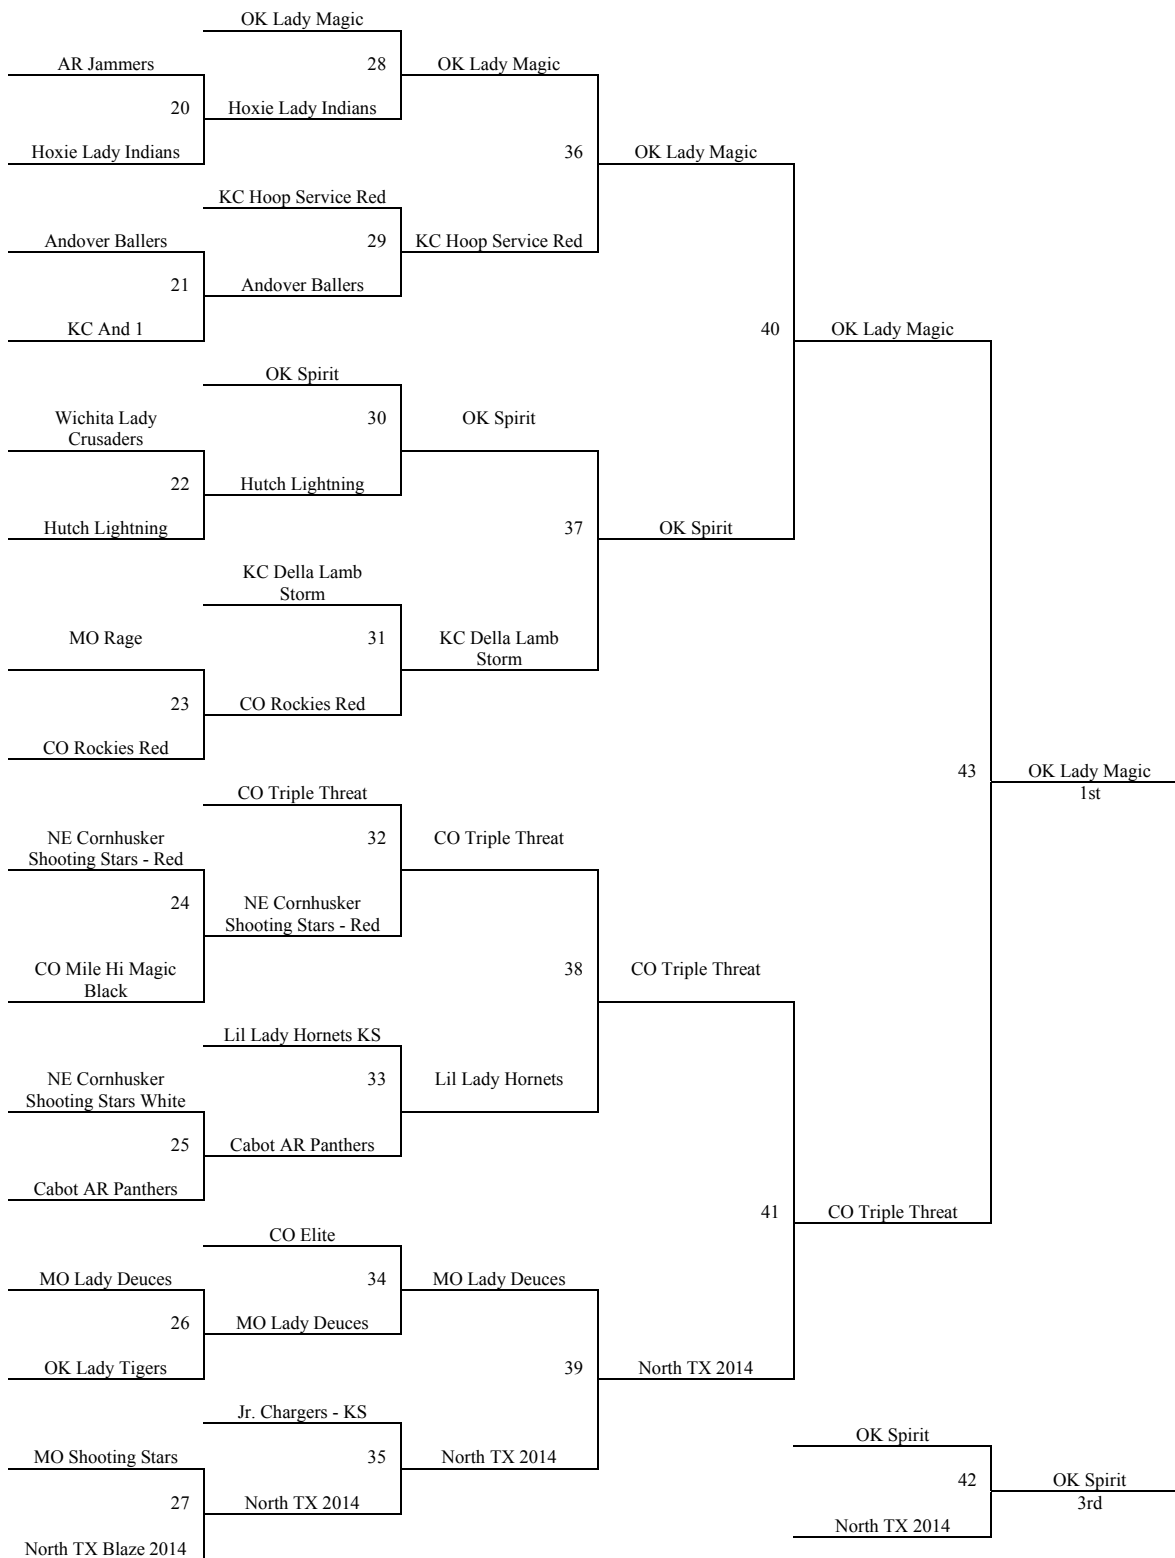 OK Lady Magic
AR Jammers
28
OK Lady Magic
20
Hoxie Lady Indians
Hoxie Lady Indians
36
OK Lady Magic
KC Hoop Service Red
Andover Ballers
29
KC Hoop Service Red
21
Andover Ballers
KC And 1
40
OK Lady Magic
OK Spirit
Wichita Lady
Crusaders
30
OK Spirit
22
Hutch Lightning
Hutch Lightning
37
OK Spirit
KC Della Lamb
Storm
MO Rage
31
KC Della Lamb
Storm
23
CO Rockies Red
CO Rockies Red
43
OK Lady Magic
1st
CO Triple Threat
NE Cornhusker
Shooting Stars - Red
32
CO Triple Threat
24
NE Cornhusker
Shooting Stars - Red
CO Mile Hi Magic
Black
38
CO Triple Threat
Lil Lady Hornets KS
NE Cornhusker
Shooting Stars White
33
Lil Lady Hornets
25
Cabot AR Panthers
Cabot AR Panthers
41
CO Triple Threat
CO Elite
MO Lady Deuces
34
MO Lady Deuces
26
MO Lady Deuces
OK Lady Tigers
39
North TX 2014
Jr. Chargers - KS
OK Spirit
MO Shooting Stars
35
North TX 2014
42
OK Spirit
3rd
27
North TX 2014
North TX 2014
North TX Blaze 2014